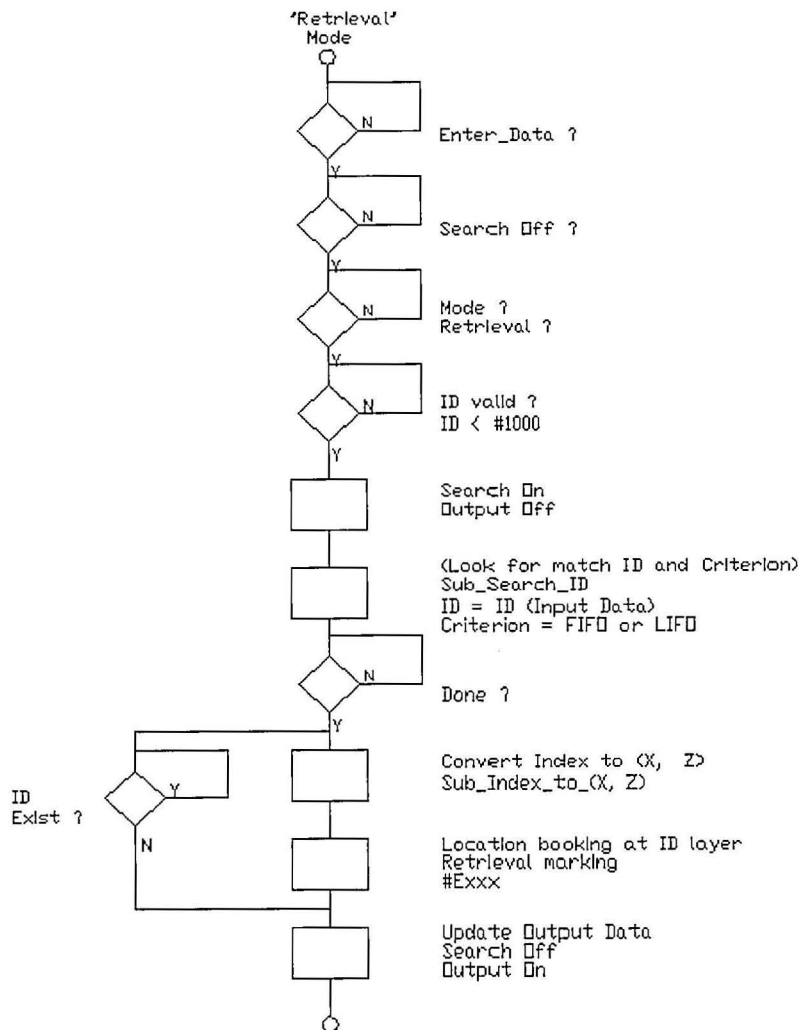 "Retrieval"
Mode
N
Enter_Data ?
Y
N
Search Off ?
Y
N
Mode ?
Retrieval ?
Y
N
ID valid ?
ID < #1000
Y
Search On
Output Off
(Look for match ID and Criterion)
Sub_Search_ID
ID = ID (Input Data)
Criterion = FIFO or LIFO
N
Done ?
Y
Convert Index to (X, Z)
Sub_Index_to_(X, Z)
ID
Exist ?
Y
N
Location booking at ID layer
Retrieval marking
#Exxx
Update Output Data
Search Off
Output On